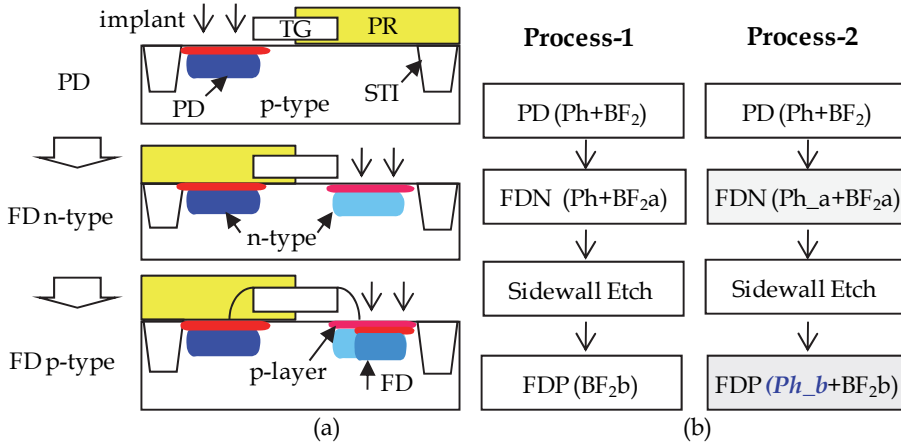 implant
TG
PR
PD
PD
STI
p-type
FD n-type
n-type
FD p-type
p-layer
FD
(a)
Process-1
PD (Ph+BF₂)
FDN (Ph+BF₂a)
Sidewall Etch
FDP (BF₂b)
Process-2
PD (Ph+BF₂)
FDN (Ph_a+BF₂a)
Sidewall Etch
FDP (Ph_b+BF₂b)
(b)